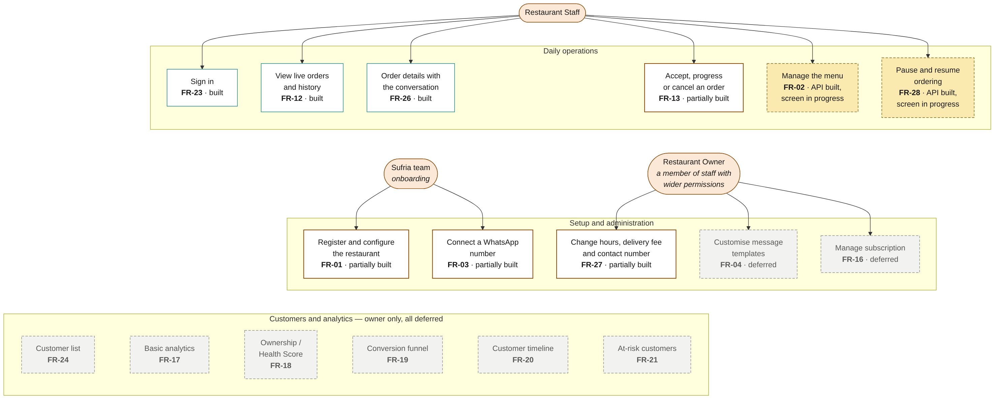 Restaurant Staff
Daily operations
Sign in
FR-23 · built
View live orders
and history
FR-12 · built
Order details with
the conversation
FR-26 · built
Accept, progress
or cancel an order
FR-13 · partially built
Manage the menu
FR-02 · API built,
screen in progress
Pause and resume
ordering
FR-28 · API built,
screen in progress
Sufria team
onboarding
Restaurant Owner
a member of staff with
wider permissions
Setup and administration
Register and configure
the restaurant
FR-01 · partially built
Connect a WhatsApp
number
FR-03 · partially built
Change hours, delivery fee
and contact number
FR-27 · partially built
Customise message
templates
FR-04 · deferred
Manage subscription
FR-16 · deferred
Customers and analytics — owner only, all deferred
Customer list
FR-24
Basic analytics
FR-17
Ownership /
Health Score
FR-18
Conversion funnel
FR-19
Customer timeline
FR-20
At-risk customers
FR-21